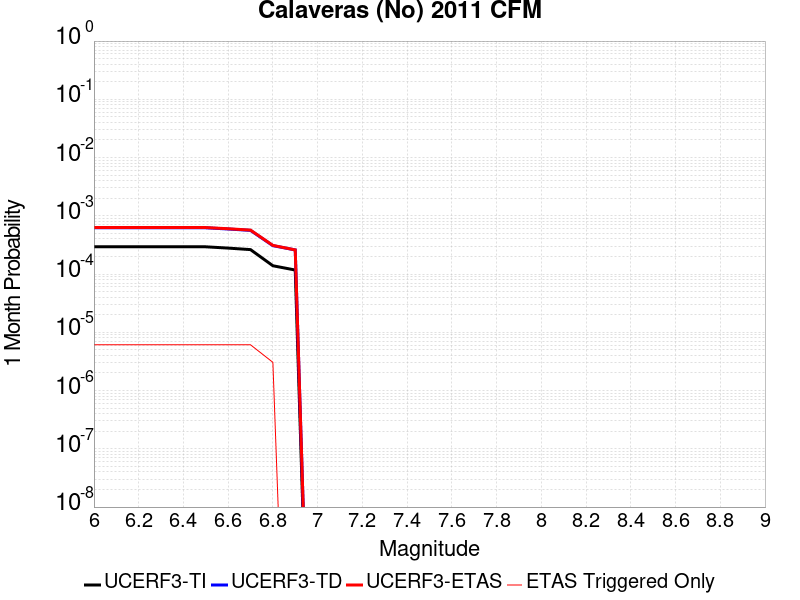 Calaveras (No) 2011 CFM
10 0
10 -1
10 -2
10 -3
10 -4
10 -5
10 -6
10 -7
10 -8
1 Month Probability
6 6.2 6.4 6.6 6.8 7 7.2 7.4 7.6 7.8 8 8.2 8.4 8.6 8.8 9
Magnitude
UCERF3-TI UCERF3-TD UCERF3-ETAS ETAS Triggered Only